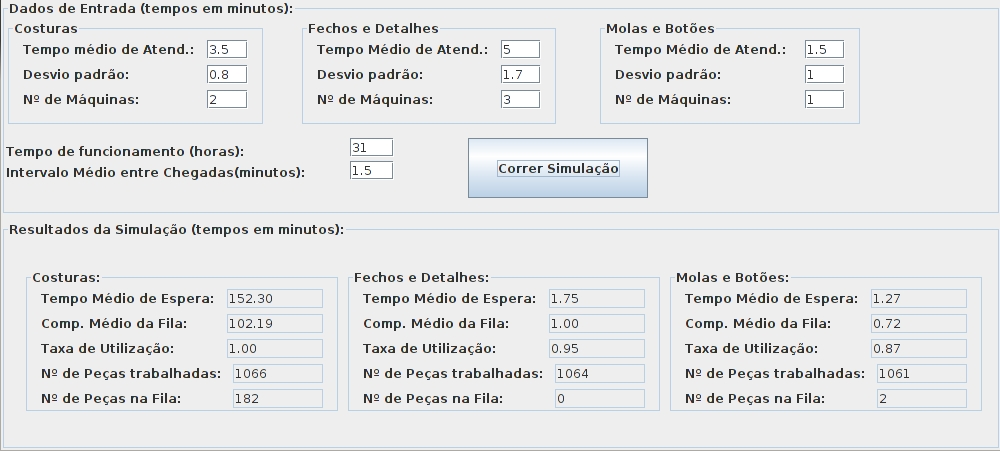 Dados de Entrada (tempos em minutos):
Costuras
Tempo médio de Atend.: 3.5
Desvio padrão: 0.8
Nº de Máquinas: 2
Fechos e Detalhes
Tempo Médio de Atend.: 5
Desvio padrão: 1.7
Nº de Máquinas: 3
Molas e Botões
Tempo Médio de Atend.: 1.5
Desvio padrão: 1
Nº de Máquinas: 1
Tempo de funcionamento (horas): 31
Intervalo Médio entre Chegadas(minutos): 1.5
Correr Simulação
Resultados da Simulação (tempos em minutos):
Costuras:
Tempo Médio de Espera: 152.30
Comp. Médio da Fila: 102.19
Taxa de Utilização: 1.00
Nº de Peças trabalhadas: 1066
Nº de Peças na Fila: 182
Fechos e Detalhes:
Tempo Médio de Espera: 1.75
Comp. Médio da Fila: 1.00
Taxa de Utilização: 0.95
Nº de Peças trabalhadas: 1064
Nº de Peças na Fila: 0
Molas e Botões:
Tempo Médio de Espera: 1.27
Comp. Médio da Fila: 0.72
Taxa de Utilização: 0.87
Nº de Peças trabalhadas: 1061
Nº de Peças na Fila: 2